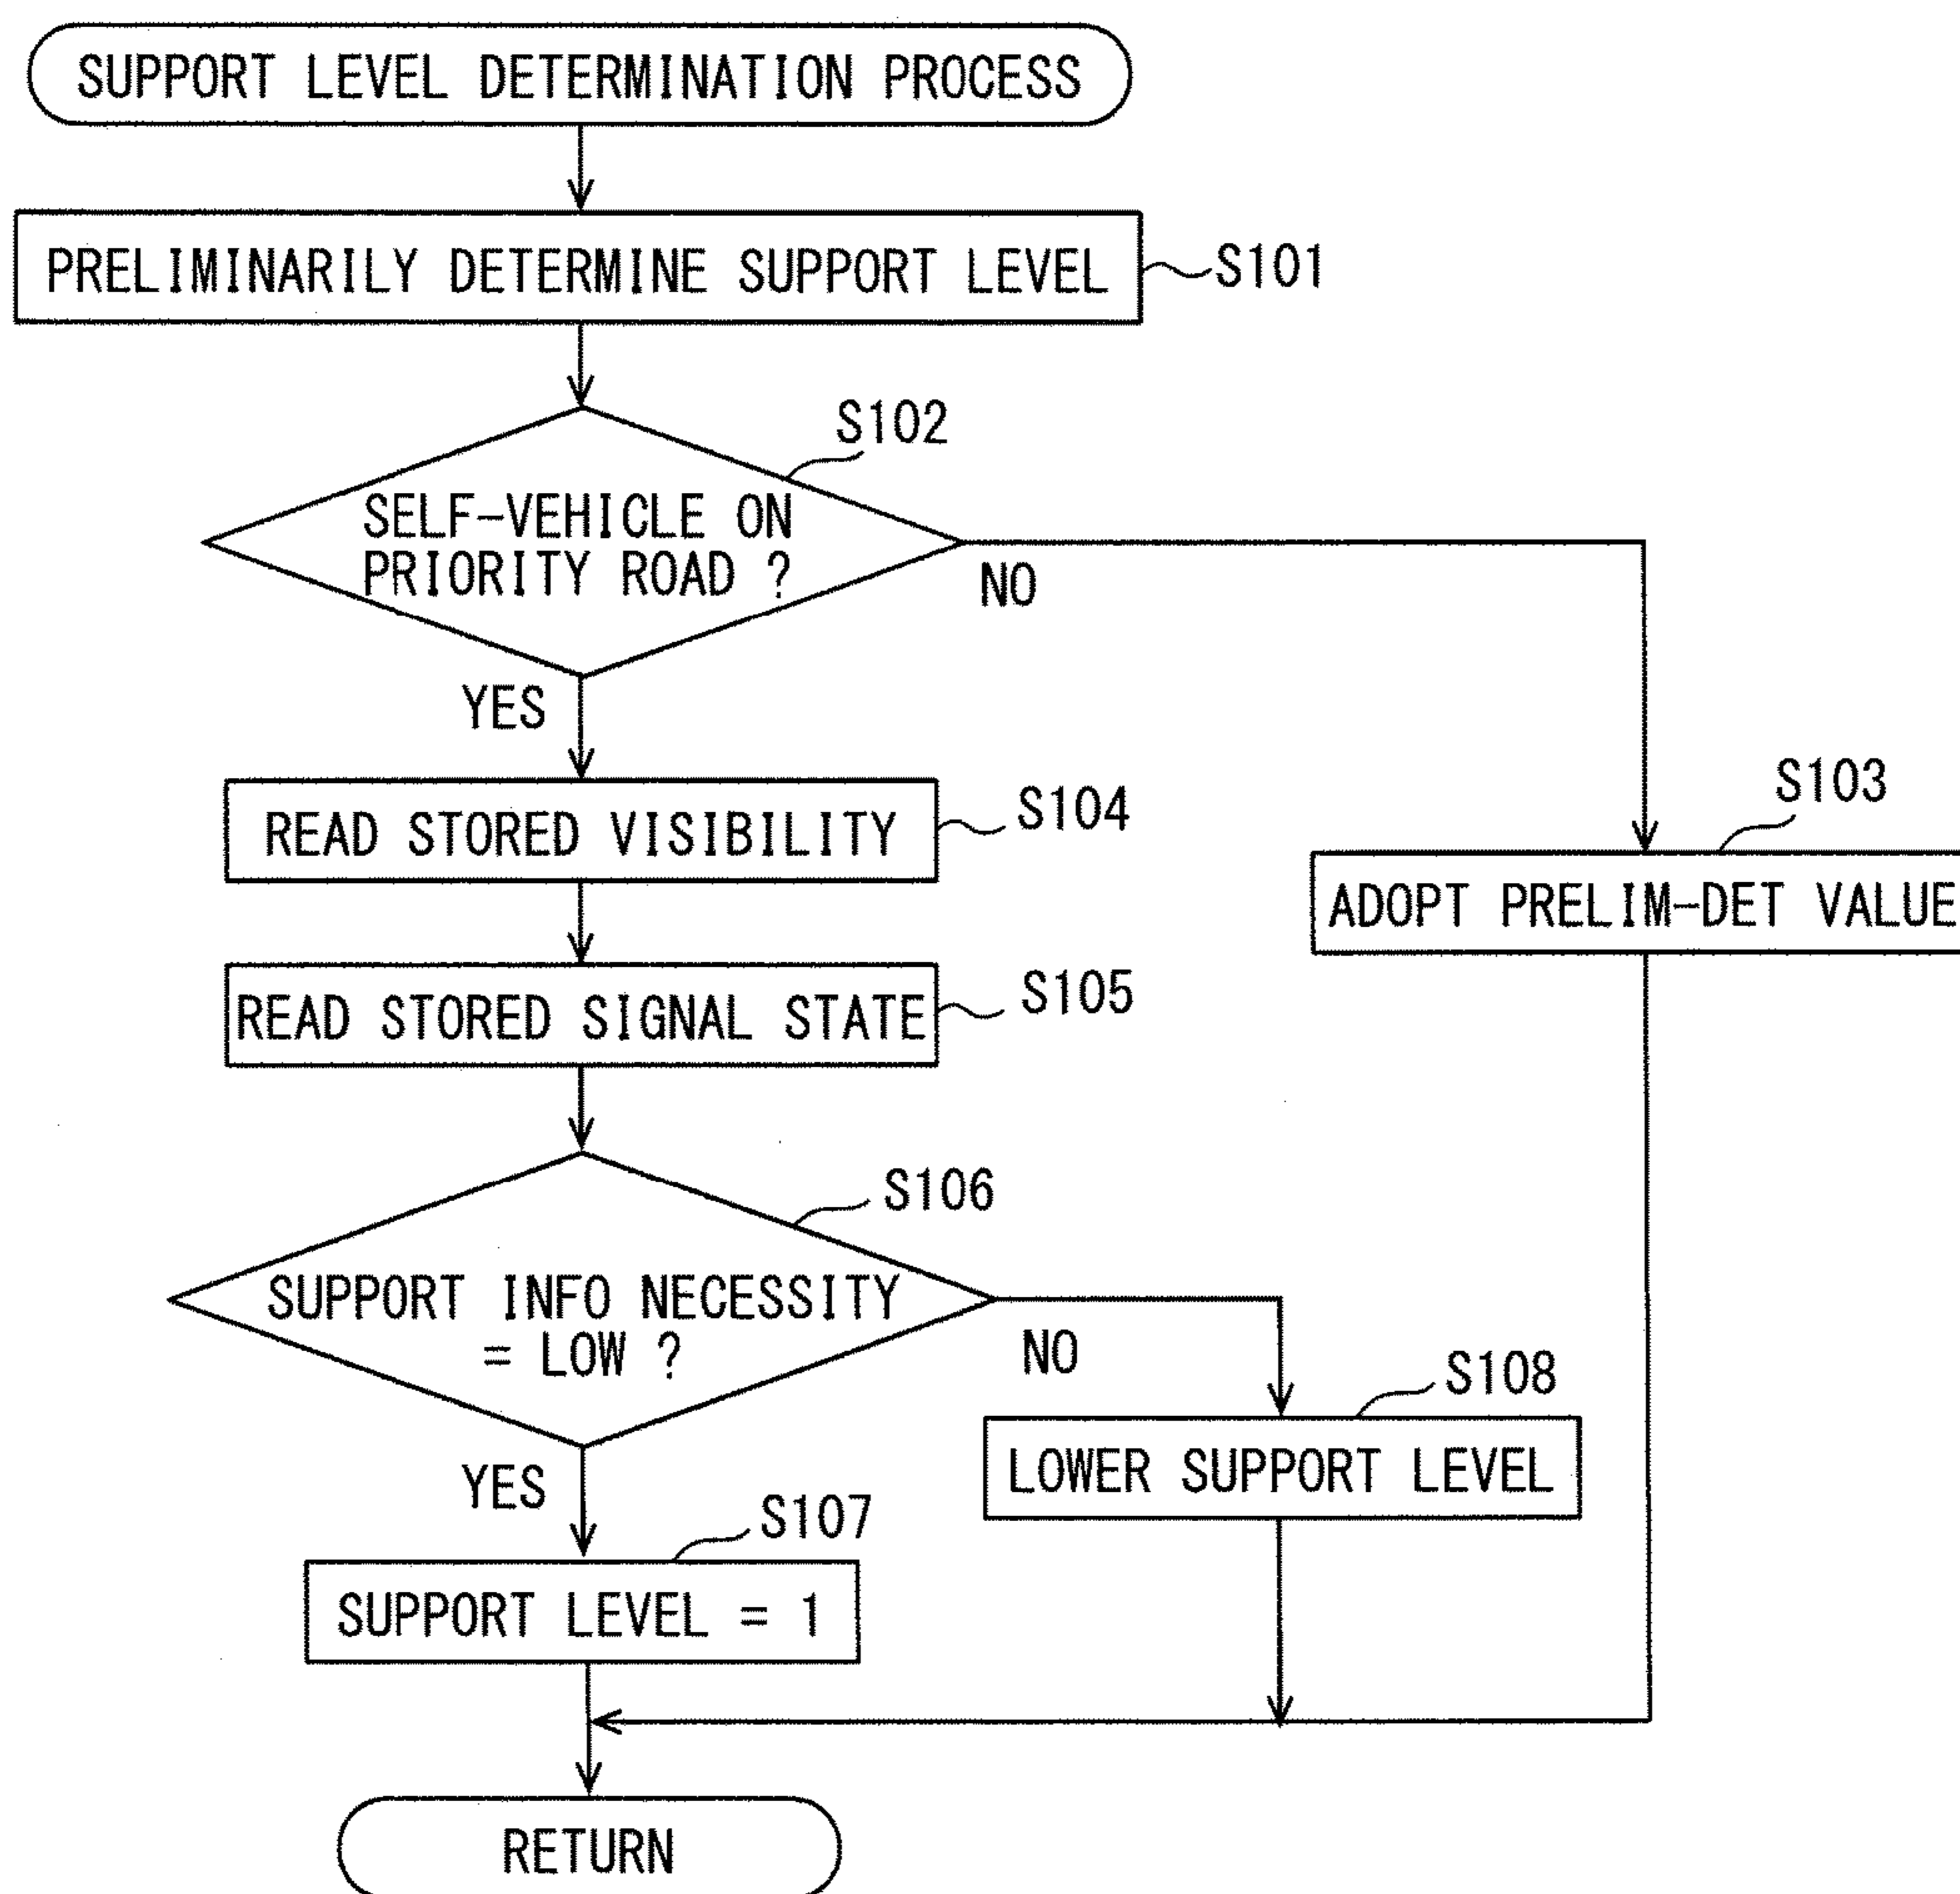 SUPPORT LEVEL DETERMINATION PROCESS
PRELIMINARILY DETERMINE SUPPORT LEVEL
S101
S102
SELF-VEHICLE ON
PRIORITY ROAD ?
NO
YES
S103
ADOPT PRELIM-DET VALUE
READ STORED VISIBILITY
S104
READ STORED SIGNAL STATE
S105
S106
SUPPORT INFO NECESSITY
= LOW ?
NO
S108
LOWER SUPPORT LEVEL
YES
S107
SUPPORT LEVEL = 1
RETURN